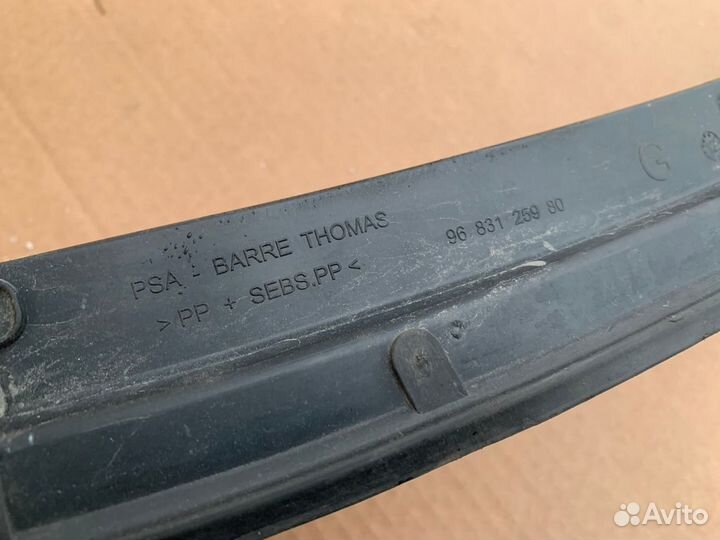 PSA - BARRE THOMAS
>PP + SEBS.PP<
96 831 259 80
G
Avito